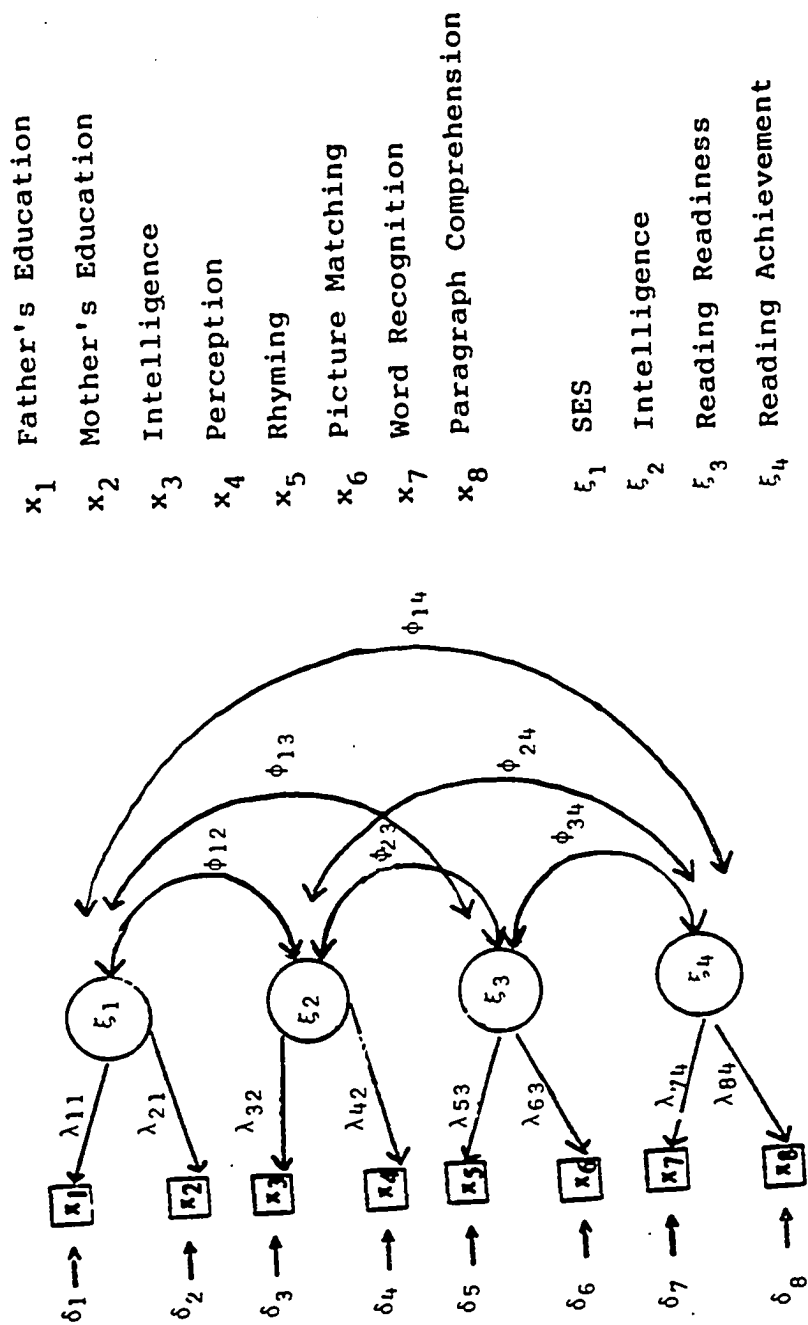 δ₁ x₁ λ₁₁ ξ₁
δ₂ x₂ λ₂₁
δ₃ x₃ λ₃₂ ξ₂
δ₄ x₄ λ₄₂
δ₅ x₅ λ₅₃ ξ₃
δ₆ x₆ λ₆₃
δ₇ x₇ λ₇₄ ξ₄
δ₈ x₈ λ₈₄
ϕ₁₂
ϕ₁₃
ϕ₁₄
ϕ₂₃
ϕ₂₄
ϕ₃₄
x₁ Father's Education
x₂ Mother's Education
x₃ Intelligence
x₄ Perception
x₅ Rhyming
x₆ Picture Matching
x₇ Word Recognition
x₈ Paragraph Comprehension
ξ₁ SES
ξ₂ Intelligence
ξ₃ Reading Readiness
ξ₄ Reading Achievement